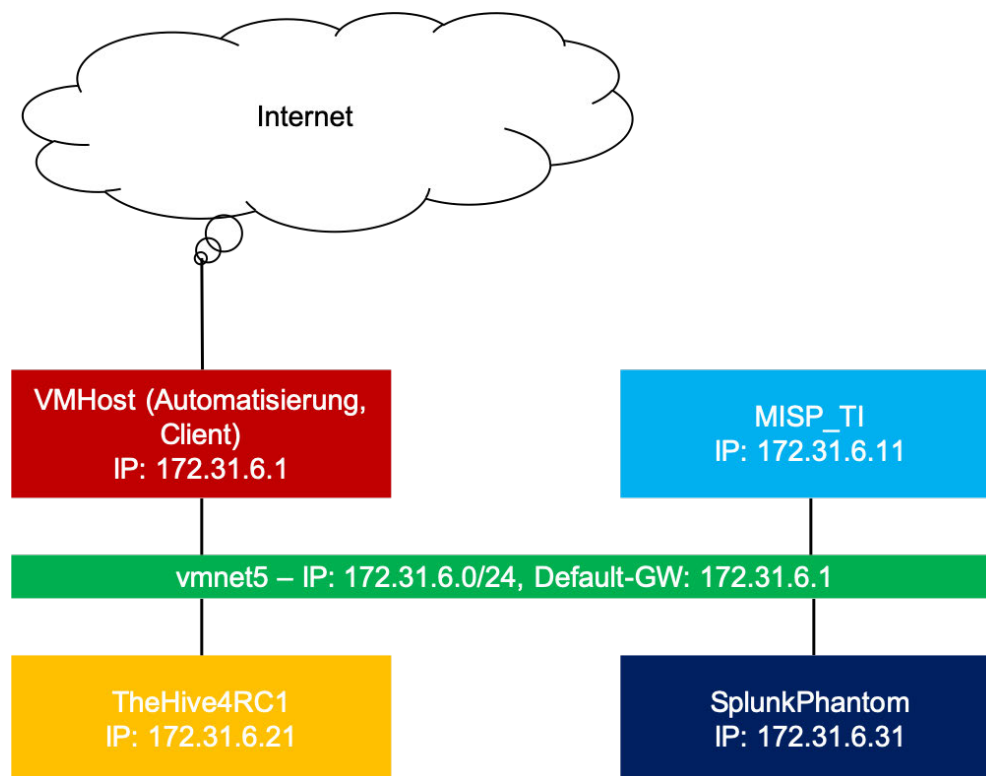 Internet
VMHost (Automatisierung,
Client)
IP: 172.31.6.1
MISP_TI
IP: 172.31.6.11
vmnet5 – IP: 172.31.6.0/24, Default-GW: 172.31.6.1
TheHive4RC1
IP: 172.31.6.21
SplunkPhantom
IP: 172.31.6.31